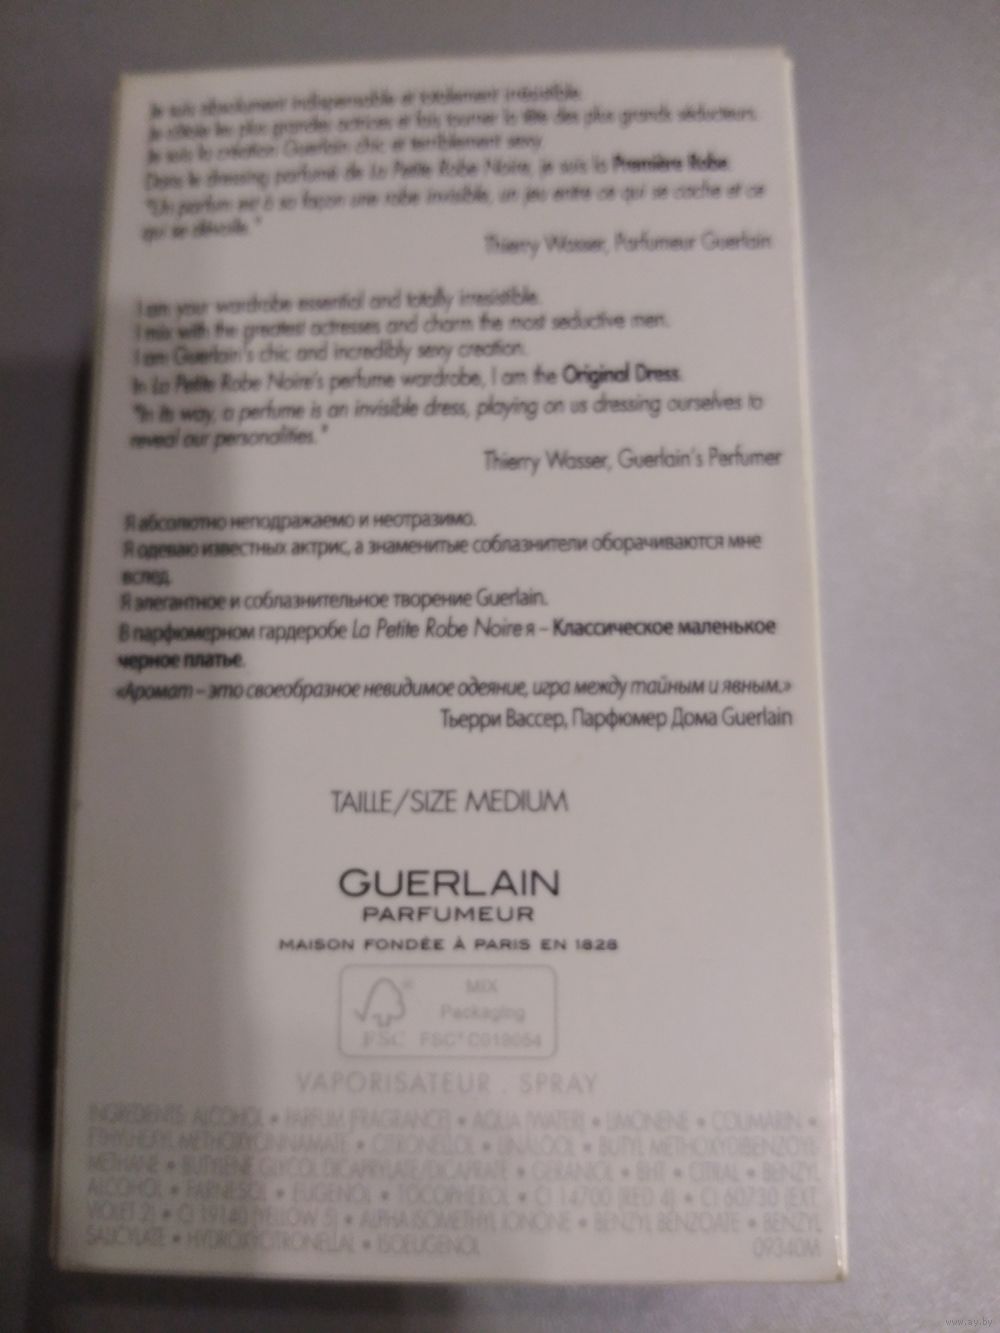 Je suis absolument indispensable et totalement irrésistible.
Je côtoie les plus grandes actrices et fais tourner la tête des plus grands séducteurs.
Je suis la création Guerlain chic et terriblement sexy.
Dans le dressing parfumé de La Petite Robe Noire, je suis la Première Robe.
"Un parfum est à sa façon une robe invisible, un jeu entre ce qui se cache et ce
qui se dévoile."
Thierry Wasser, Parfumeur Guerlain
I am your wardrobe essential and totally irresistible.
I mix with the greatest actresses and charm the most seductive men.
I am Guerlain's chic and incredibly sexy creation.
In La Petite Robe Noire's perfume wardrobe, I am the Original Dress.
"In its way, a perfume is an invisible dress, playing on us dressing ourselves to
reveal our personalities."
Thierry Wasser, Guerlain's Perfumer
Я абсолютно неподражаемо и неотразимо.
Я одеваю известных актрис, а знаменитые соблазнители оборачиваются мне
вслед.
Я элегантное и соблазнительное творение Guerlain.
В парфюмерном гардеробе La Petite Robe Noire я – Классическое маленькое
черное платье.
«Аромат – это своеобразное невидимое одеяние, игра между тайным и явным.»
Тьерри Вассер, Парфюмер Дома Guerlain
TAILLE/SIZE MEDIUM
GUERLAIN
PARFUMEUR
MAISON FONDÉE À PARIS EN 1828
MIX
Packaging
FSC FSC® C019054
VAPORISATEUR . SPRAY
INGREDIENTS: ALCOHOL • PARFUM (FRAGRANCE) • AQUA (WATER) • LIMONENE • COUMARIN •
ETHYLHEXYL METHOXYCINNAMATE • CITRONELLOL • LINALOOL • BUTYL METHOXYDIBENZOYL-
METHANE • BUTYLENE GLYCOL DICAPRYLATE/DICAPRATE • GERANIOL • BHT • CITRAL • BENZYL
ALCOHOL • FARNESOL • EUGENOL • TOCOPHEROL • CI 14700 (RED 4) • CI 60730 (EXT.
VIOLET 2) • CI 19140 (YELLOW 5) • ALPHA-ISOMETHYL IONONE • BENZYL BENZOATE • BENZYL
SALICYLATE • HYDROXYCITRONELLAL • ISOEUGENOL
09340M
www.ay.by